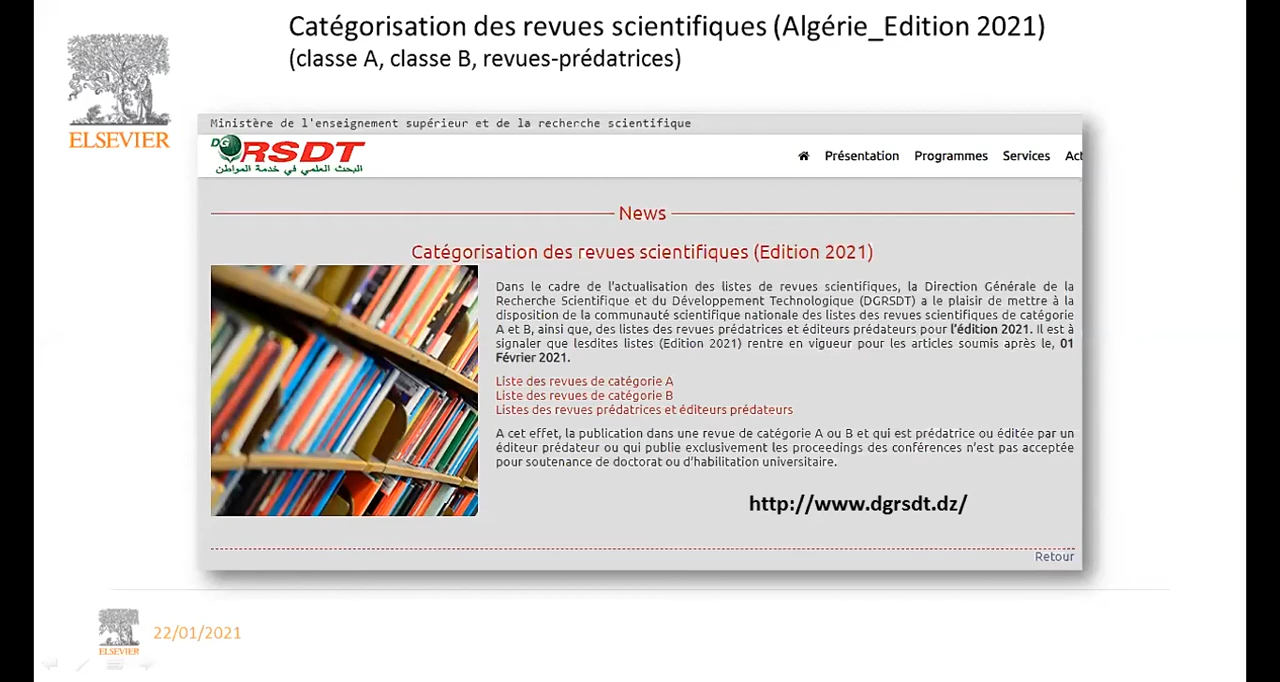 Catégorisation des revues scientifiques (Algérie_Edition 2021)
(classe A, classe B, revues-prédatrices)
ELSEVIER
Ministère de l'enseignement supérieur et de la recherche scientifique
DGRSDT
البحث العلمي في خدمة المواطن
Présentation Programmes Services Act
News
Catégorisation des revues scientifiques (Edition 2021)
Dans le cadre de l'actualisation des listes de revues scientifiques, la Direction Générale de la
Recherche Scientifique et du Développement Technologique (DGRSDT) a le plaisir de mettre à la
disposition de la communauté scientifique nationale des listes des revues scientifiques de catégorie
A et B, ainsi que, des listes des revues prédatrices et éditeurs prédateurs pour l'édition 2021. Il est à
signaler que lesdites listes (Edition 2021) rentre en vigueur pour les articles soumis après le, 01
Février 2021.
Liste des revues de catégorie A
Liste des revues de catégorie B
Listes des revues prédatrices et éditeurs prédateurs
A cet effet, la publication dans une revue de catégorie A ou B et qui est prédatrice ou éditée par un
éditeur prédateur ou qui publie exclusivement les proceedings des conférences n'est pas acceptée
pour soutenance de doctorat ou d'habilitation universitaire.
http://www.dgrsdt.dz/
Retour
ELSEVIER
22/01/2021